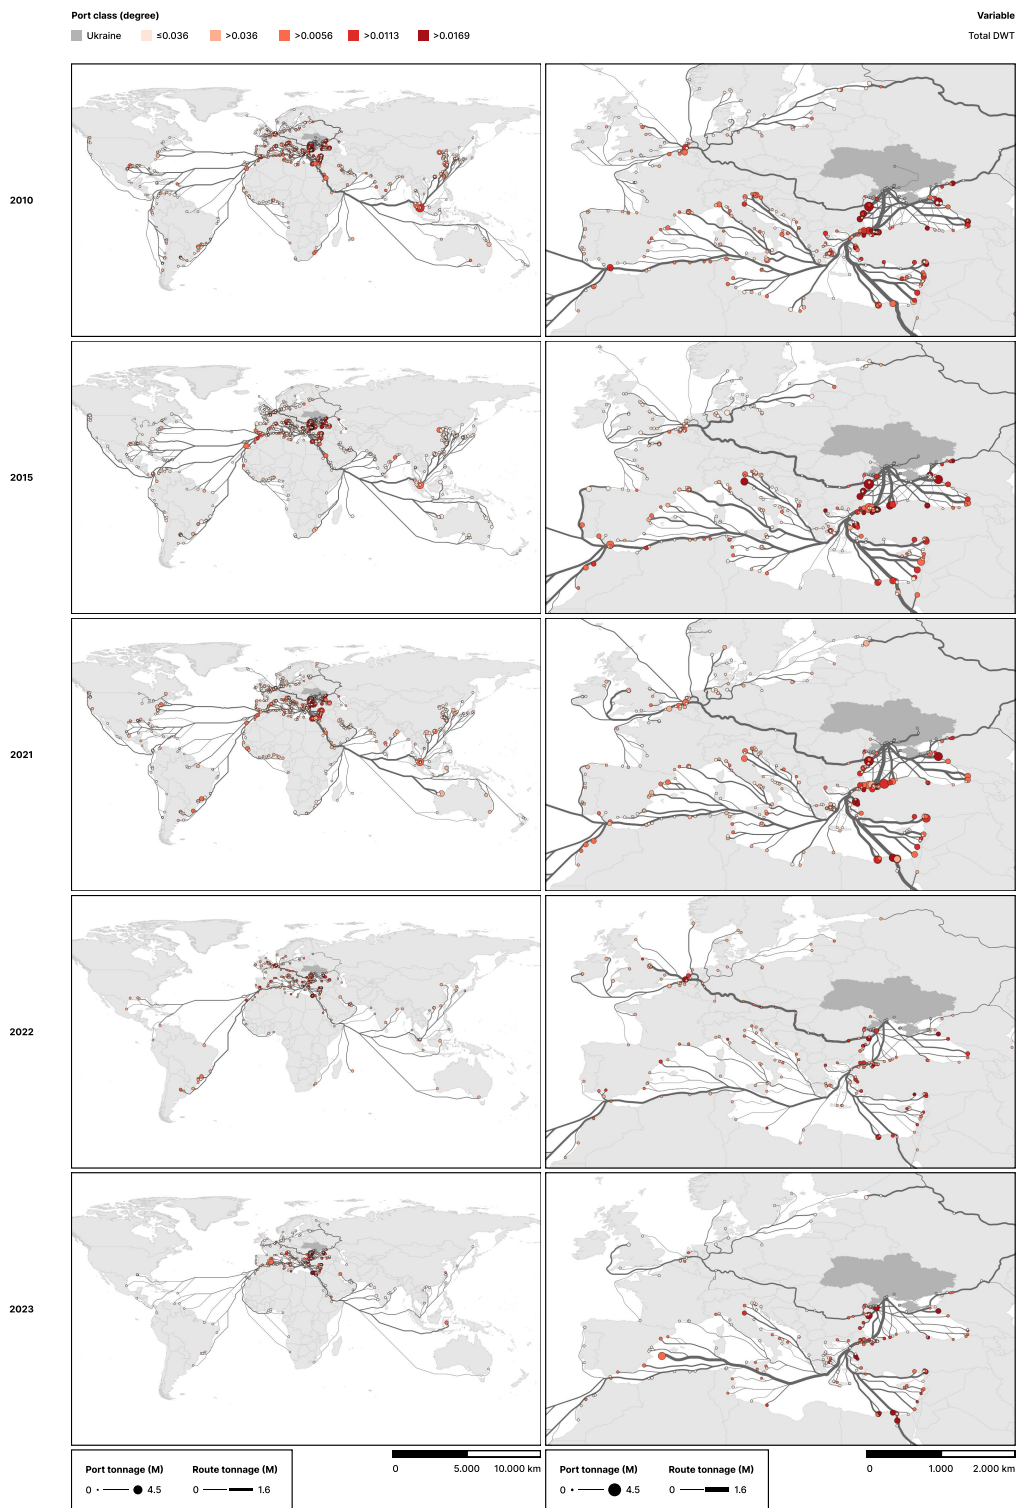 Port class (degree)
Variable
Ukraine ≤0.036 >0.036 >0.0056 >0.0113 >0.0169
Total DWT
2010
2015
2021
2022
2023
Port tonnage (M) Route tonnage (M)
0 4.5 0 1.6
0 5.000 10.000 km
Port tonnage (M) Route tonnage (M)
0 4.5 0 1.6
0 1.000 2.000 km